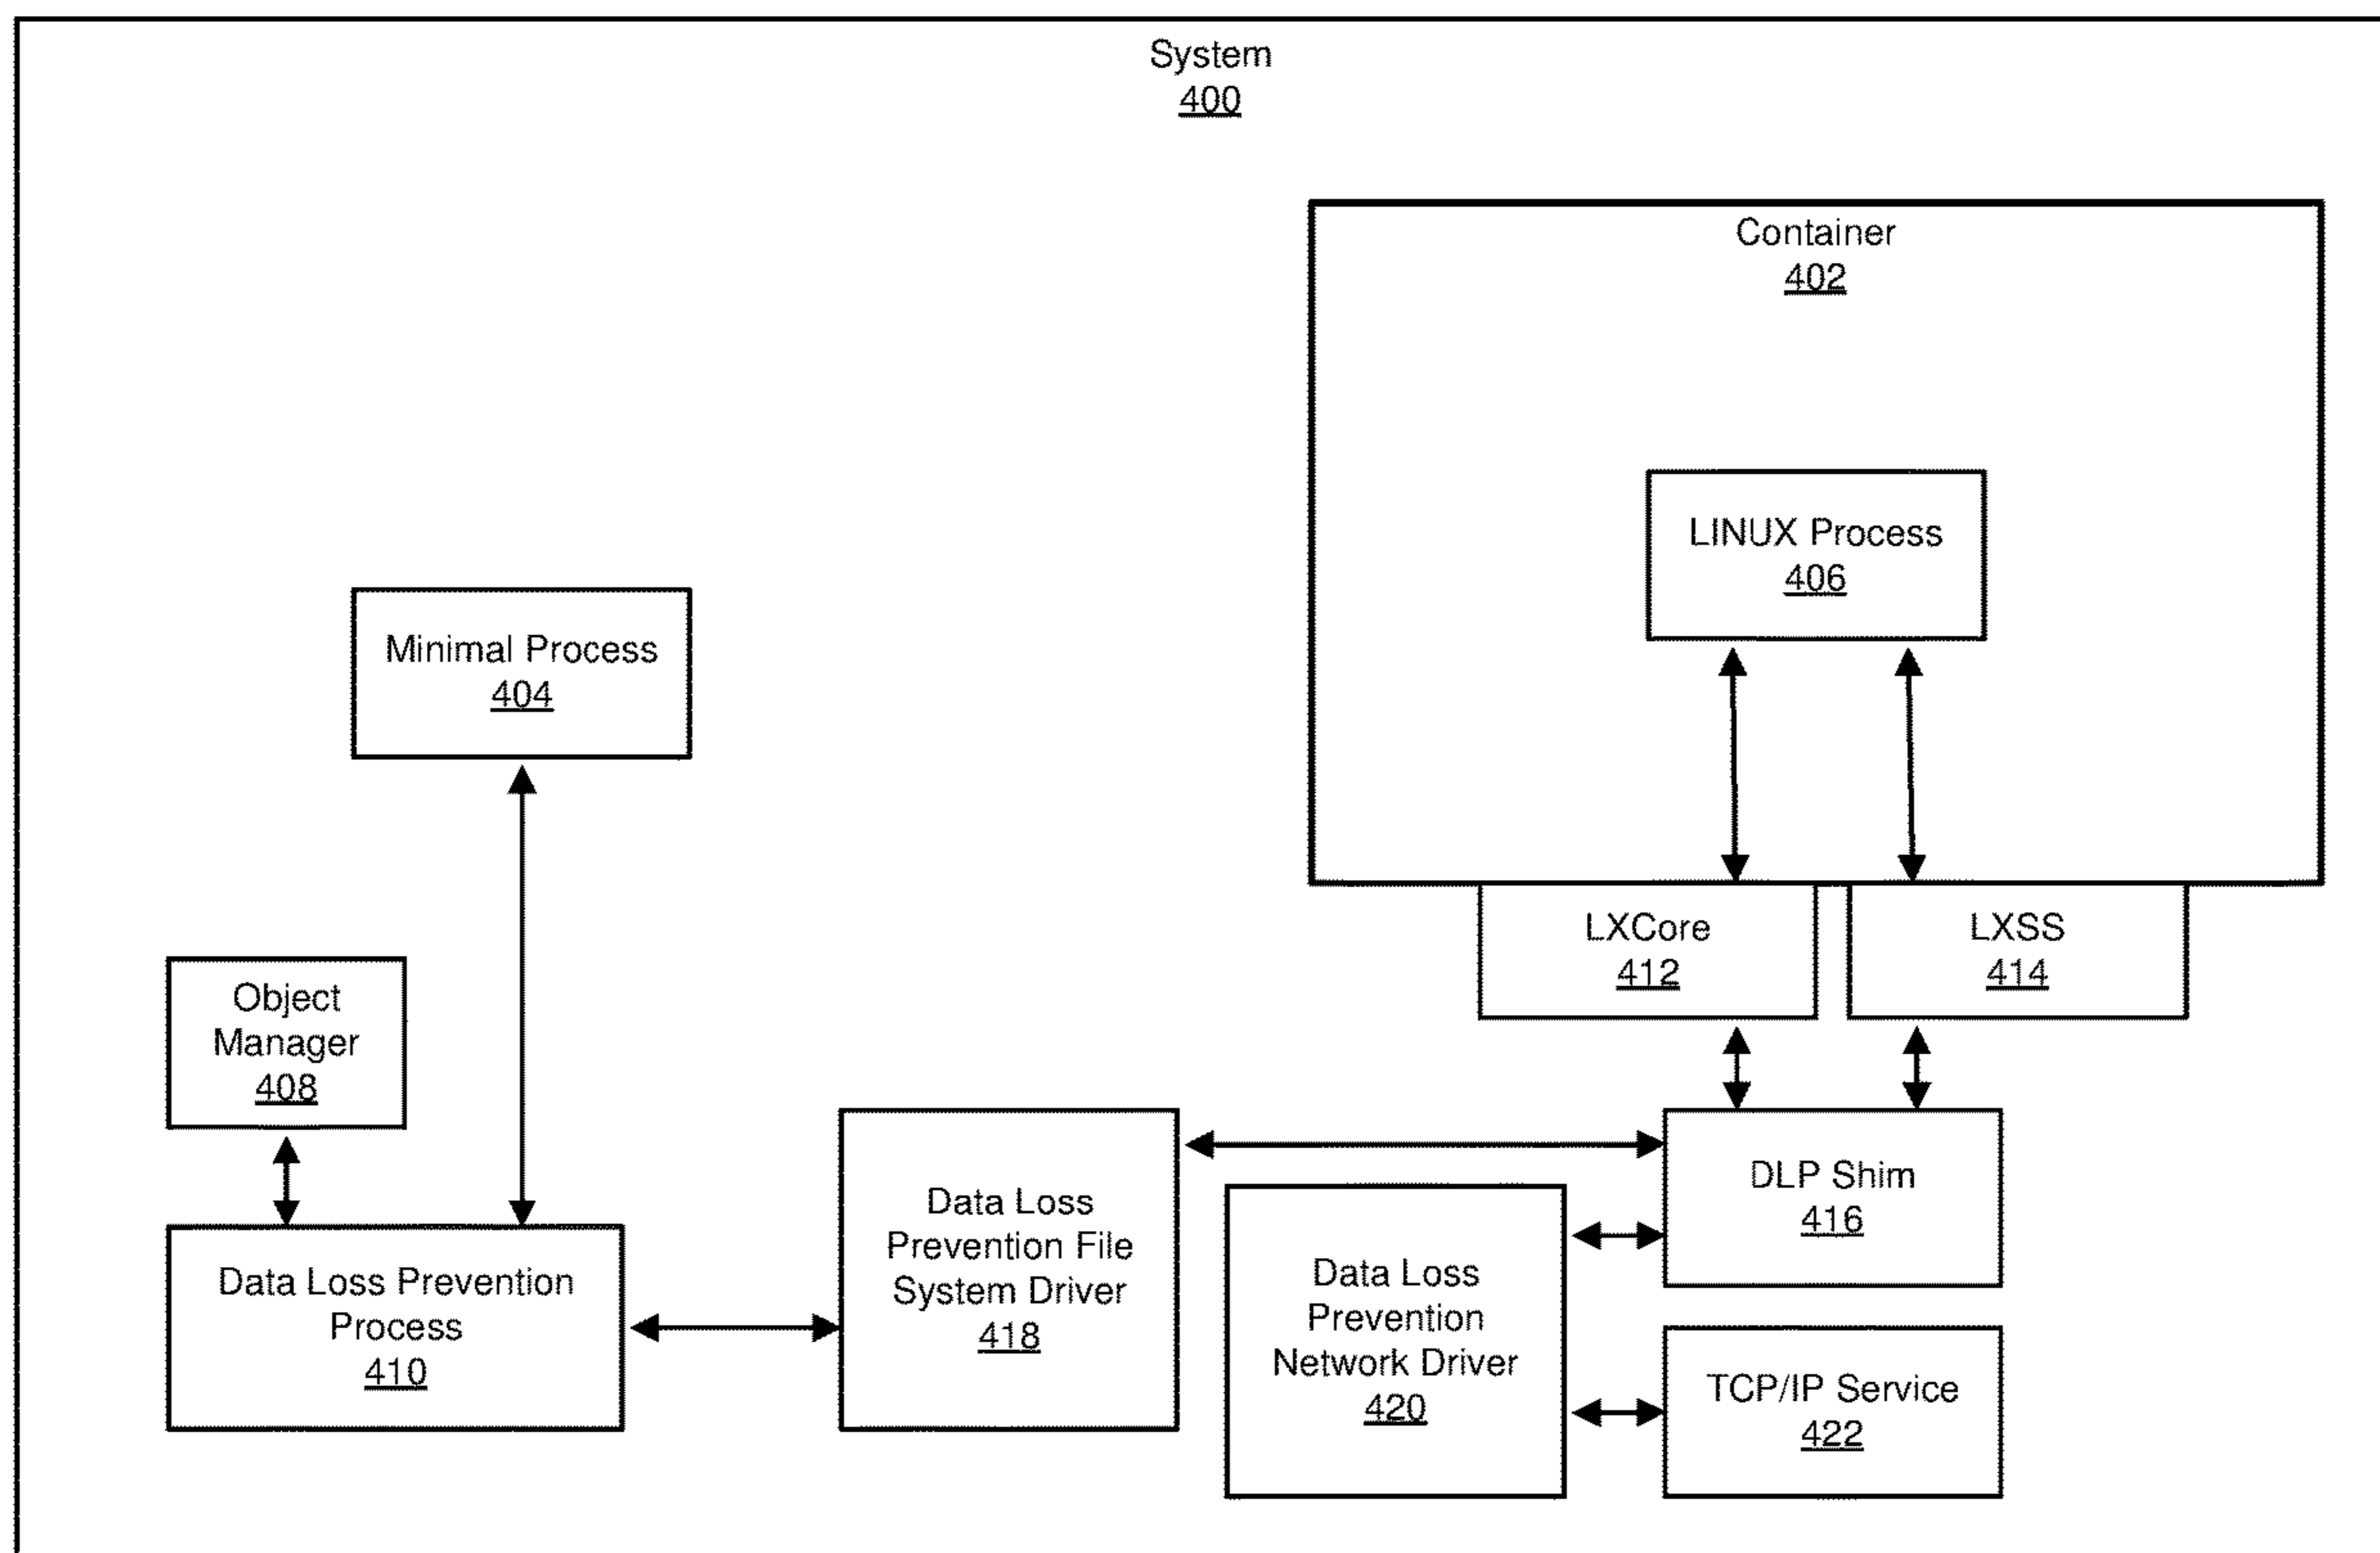 System
400
Container
402
LINUX Process
406
Minimal Process
404
LXCore
412
LXSS
414
Object
Manager
408
DLP Shim
416
Data Loss
Prevention File
System Driver
418
Data Loss Prevention
Process
410
Data Loss
Prevention
Network Driver
420
TCP/IP Service
422